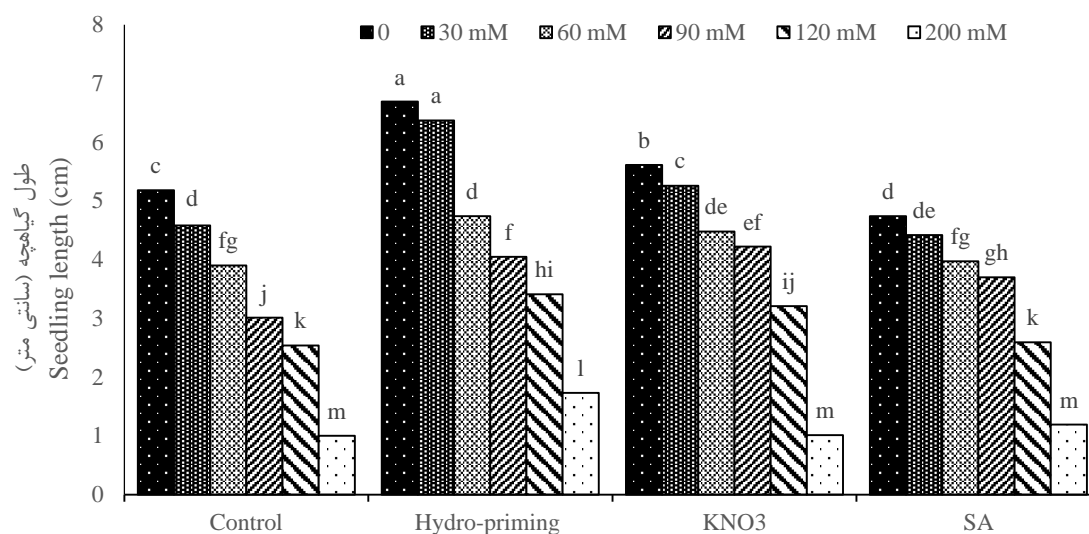 8
7
6
5
4
3
2
1
0
طول گیاهچه (سانتی متر)
Seedling length (cm)
0 30 mM 60 mM 90 mM 120 mM 200 mM
c d fg j k m
a a d f hi l
b c de ef ij m
d de fg gh k m
Control Hydro-priming KNO3 SA